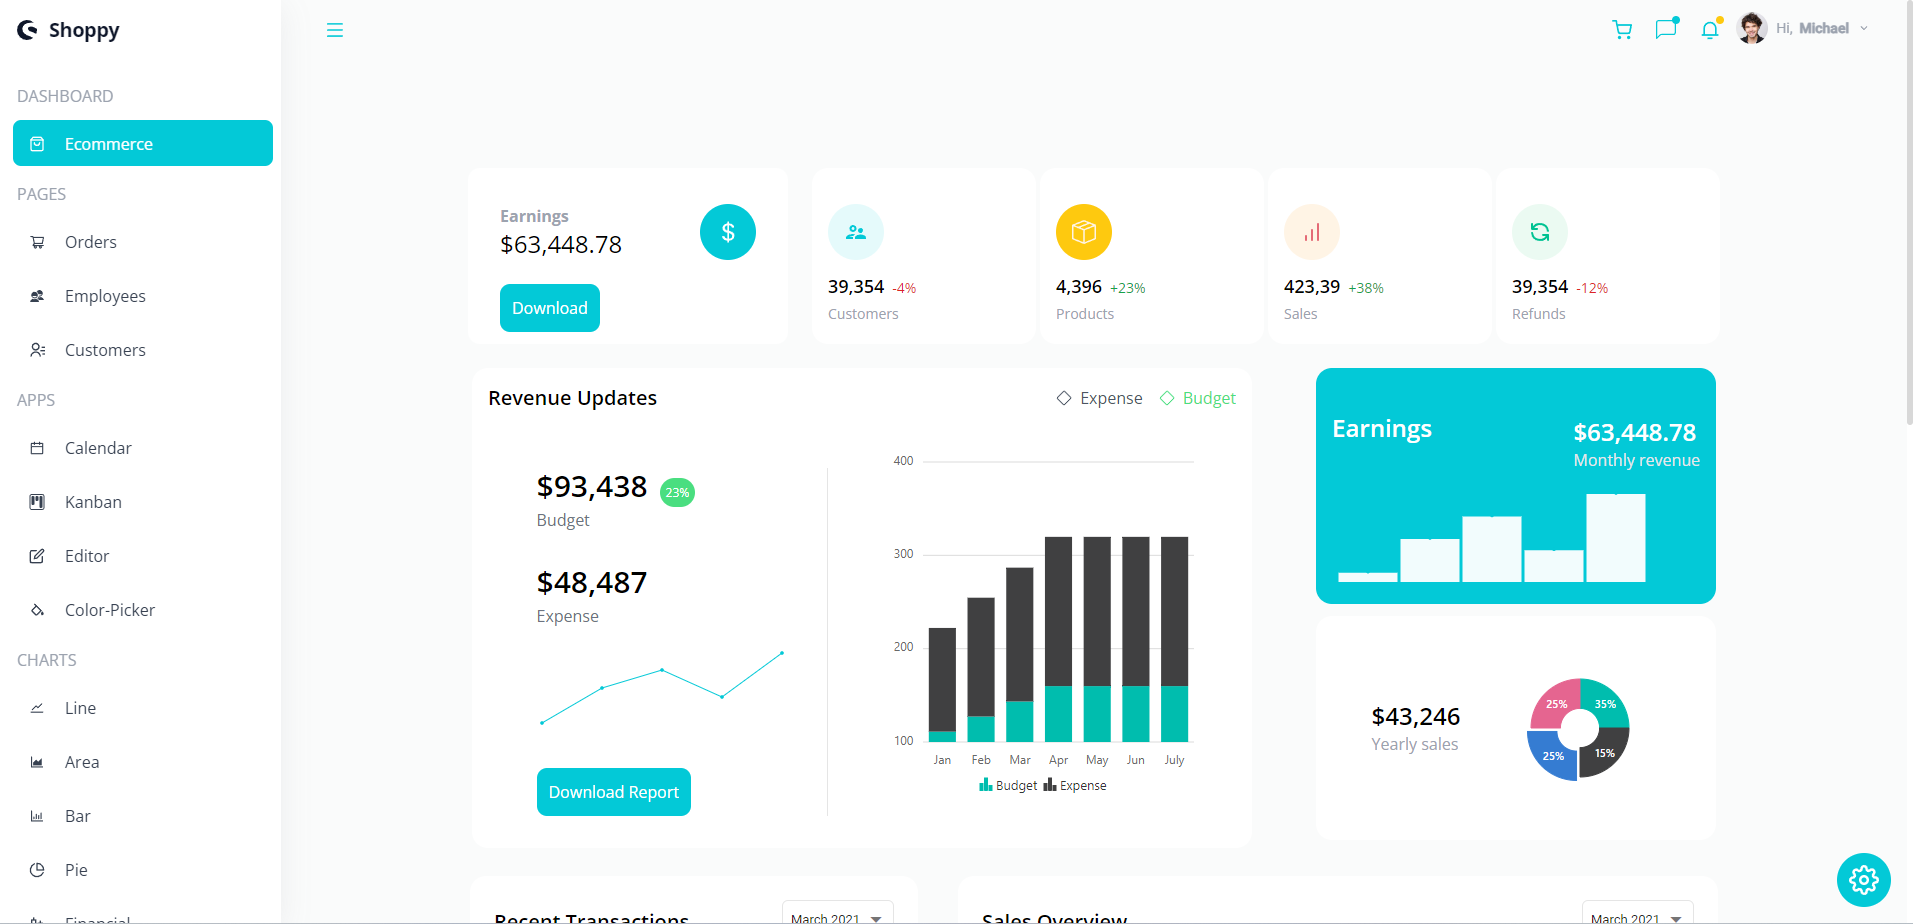 Shoppy
Hi, Michael
DASHBOARD
Ecommerce
PAGES
Orders
Employees
Customers
APPS
Calendar
Kanban
Editor
Color-Picker
CHARTS
Line
Area
Bar
Pie
Financial
Earnings
$63,448.78
$
Download
39,354 -4%
Customers
4,396 +23%
Products
423,39 +38%
Sales
39,354 -12%
Refunds
Revenue Updates
Expense Budget
$93,438 23%
Budget
$48,487
Expense
Download Report
400
300
200
100
Jan Feb Mar Apr May Jun July
Budget Expense
Earnings
$63,448.78
Monthly revenue
$43,246
Yearly sales
25% 35%
25% 15%
Recent Transactions
March 2021
Sales Overview
March 2021